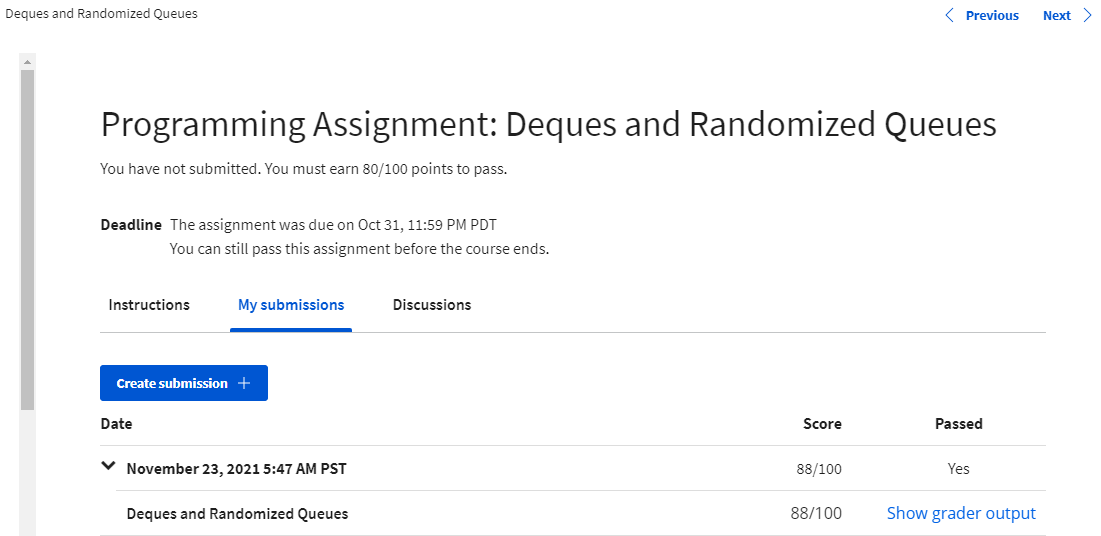 Deques and Randomized Queues
Previous Next
Programming Assignment: Deques and Randomized Queues
You have not submitted. You must earn 80/100 points to pass.
Deadline The assignment was due on Oct 31, 11:59 PM PDT
You can still pass this assignment before the course ends.
Instructions My submissions Discussions
Create submission +
Date Score Passed
November 23, 2021 5:47 AM PST 88/100 Yes
Deques and Randomized Queues 88/100 Show grader output